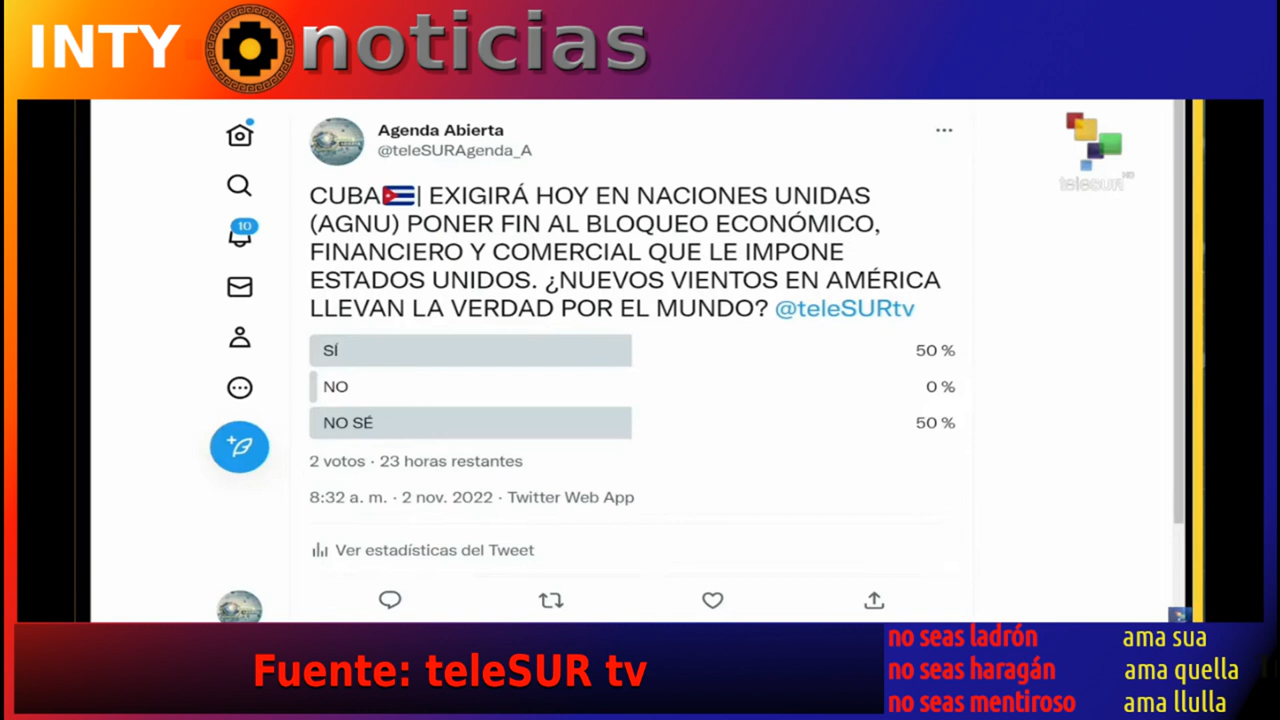 INTY noticias
Agenda Abierta
@teleSURAgenda_A
telesur HD
CUBA🇨🇺| EXIGIRÁ HOY EN NACIONES UNIDAS
(AGNU) PONER FIN AL BLOQUEO ECONÓMICO,
FINANCIERO Y COMERCIAL QUE LE IMPONE
ESTADOS UNIDOS. ¿NUEVOS VIENTOS EN AMÉRICA
LLEVAN LA VERDAD POR EL MUNDO? @teleSURtv
10
SÍ 50 %
NO 0 %
NO SÉ 50 %
2 votos · 23 horas restantes
8:32 a. m. · 2 nov. 2022 · Twitter Web App
Ver estadísticas del Tweet
Fuente: teleSUR tv
no seas ladrón ama sua
no seas haragán ama quella
no seas mentiroso ama llulla